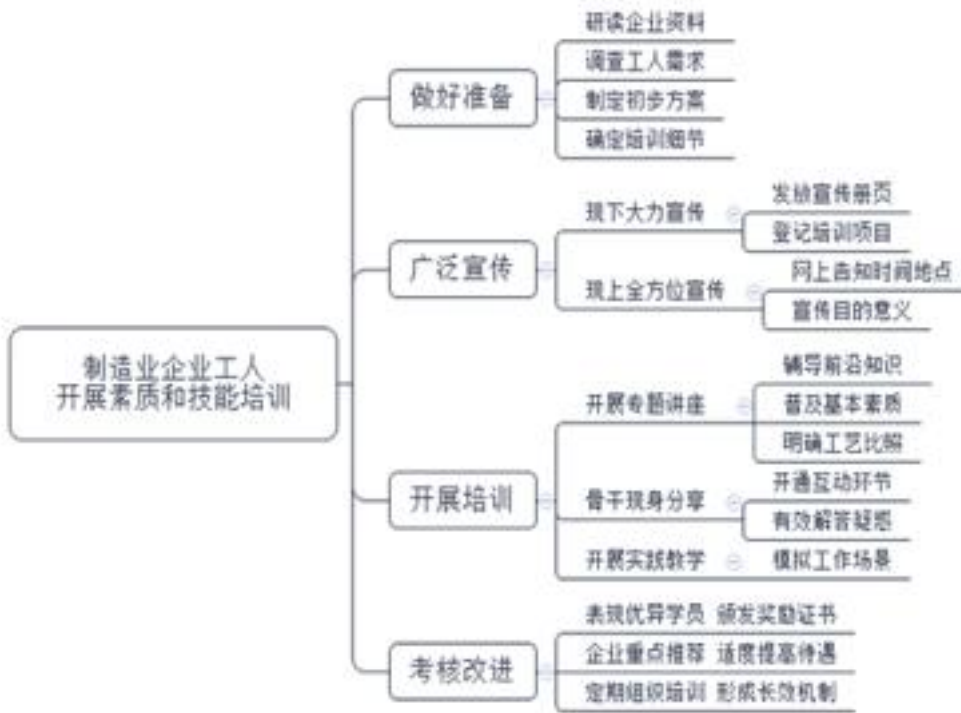 制造业企业工人
开展素质和技能培训
做好准备
研读企业资料
调查工人需求
制定初步方案
确定培训细节
广泛宣传
现下大力宣传
发放宣传册页
登记培训项目
现上全方位宣传
网上告知时间地点
宣传目的意义
开展培训
开展专题讲座
辅导前沿知识
普及基本素质
明确工艺比照
骨干现身分享
开通互动环节
有效解答疑惑
开展实践教学
模拟工作场景
考核改进
表现优异学员 颁发奖励证书
企业重点推荐 适度提高待遇
定期组织培训 形成长效机制